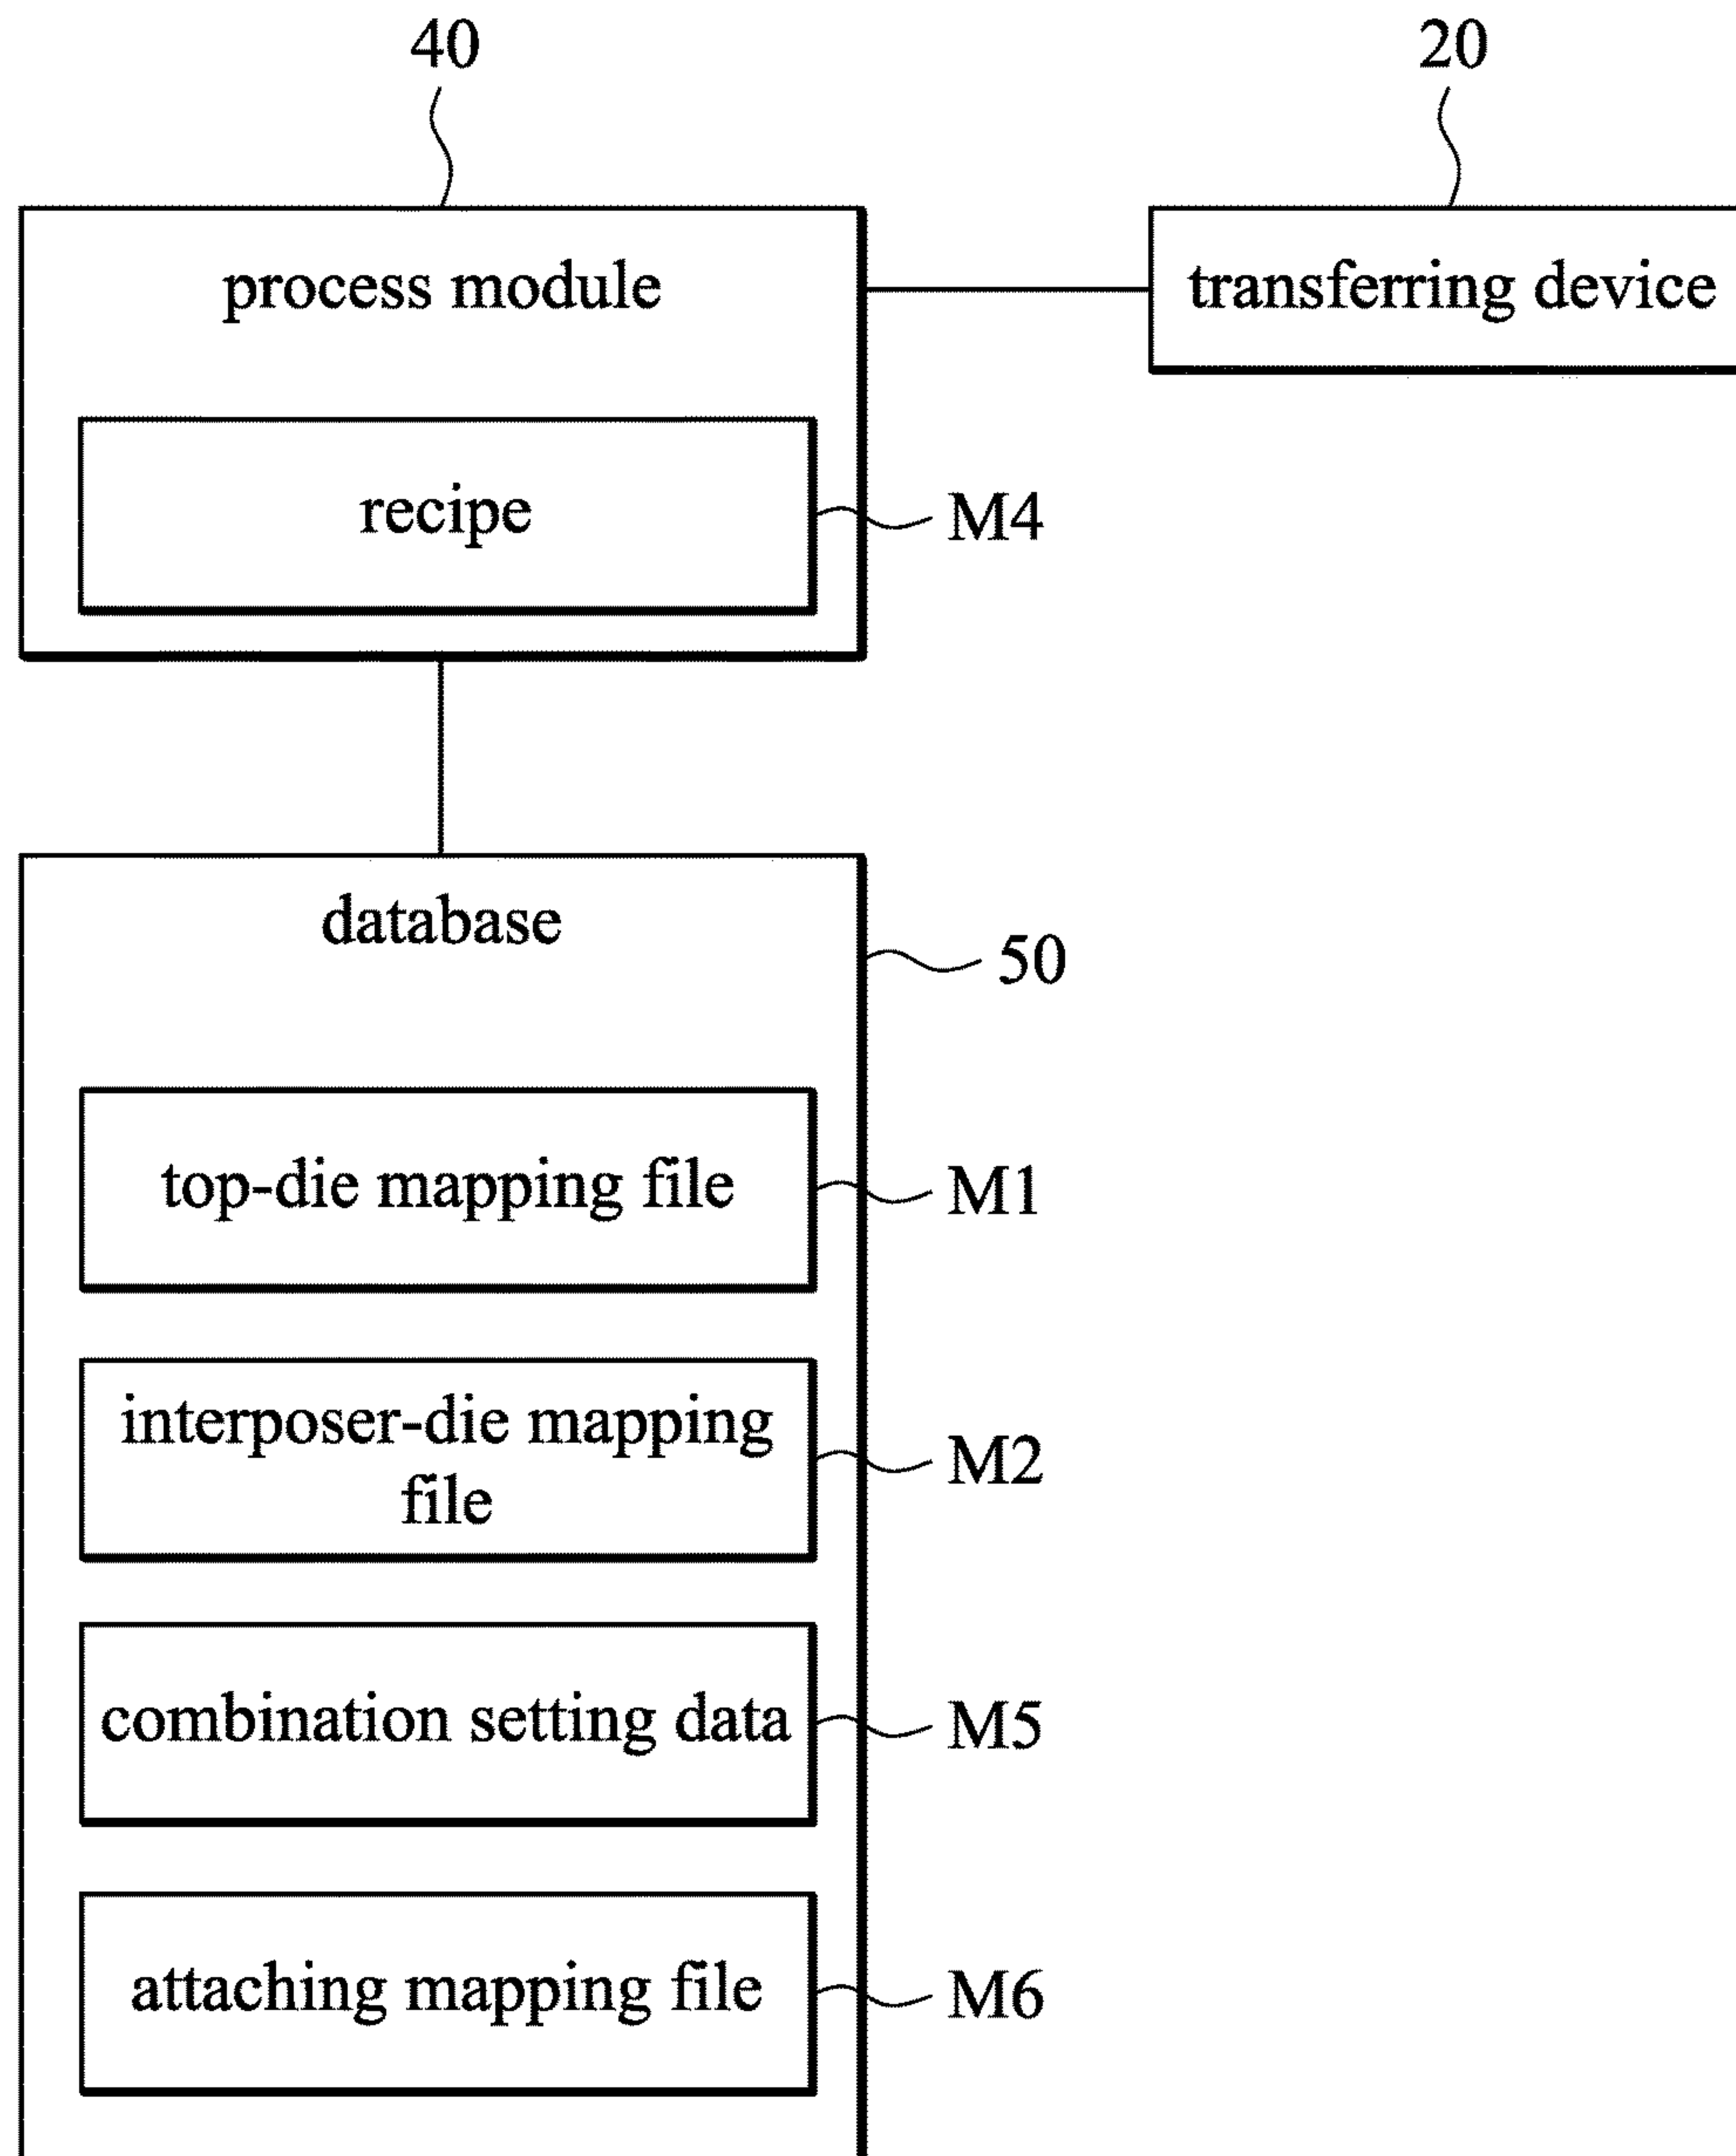 40
20
process module
transferring device
recipe
M4
database
50
top-die mapping file
M1
interposer-die mapping
file
M2
combination setting data
M5
attaching mapping file
M6